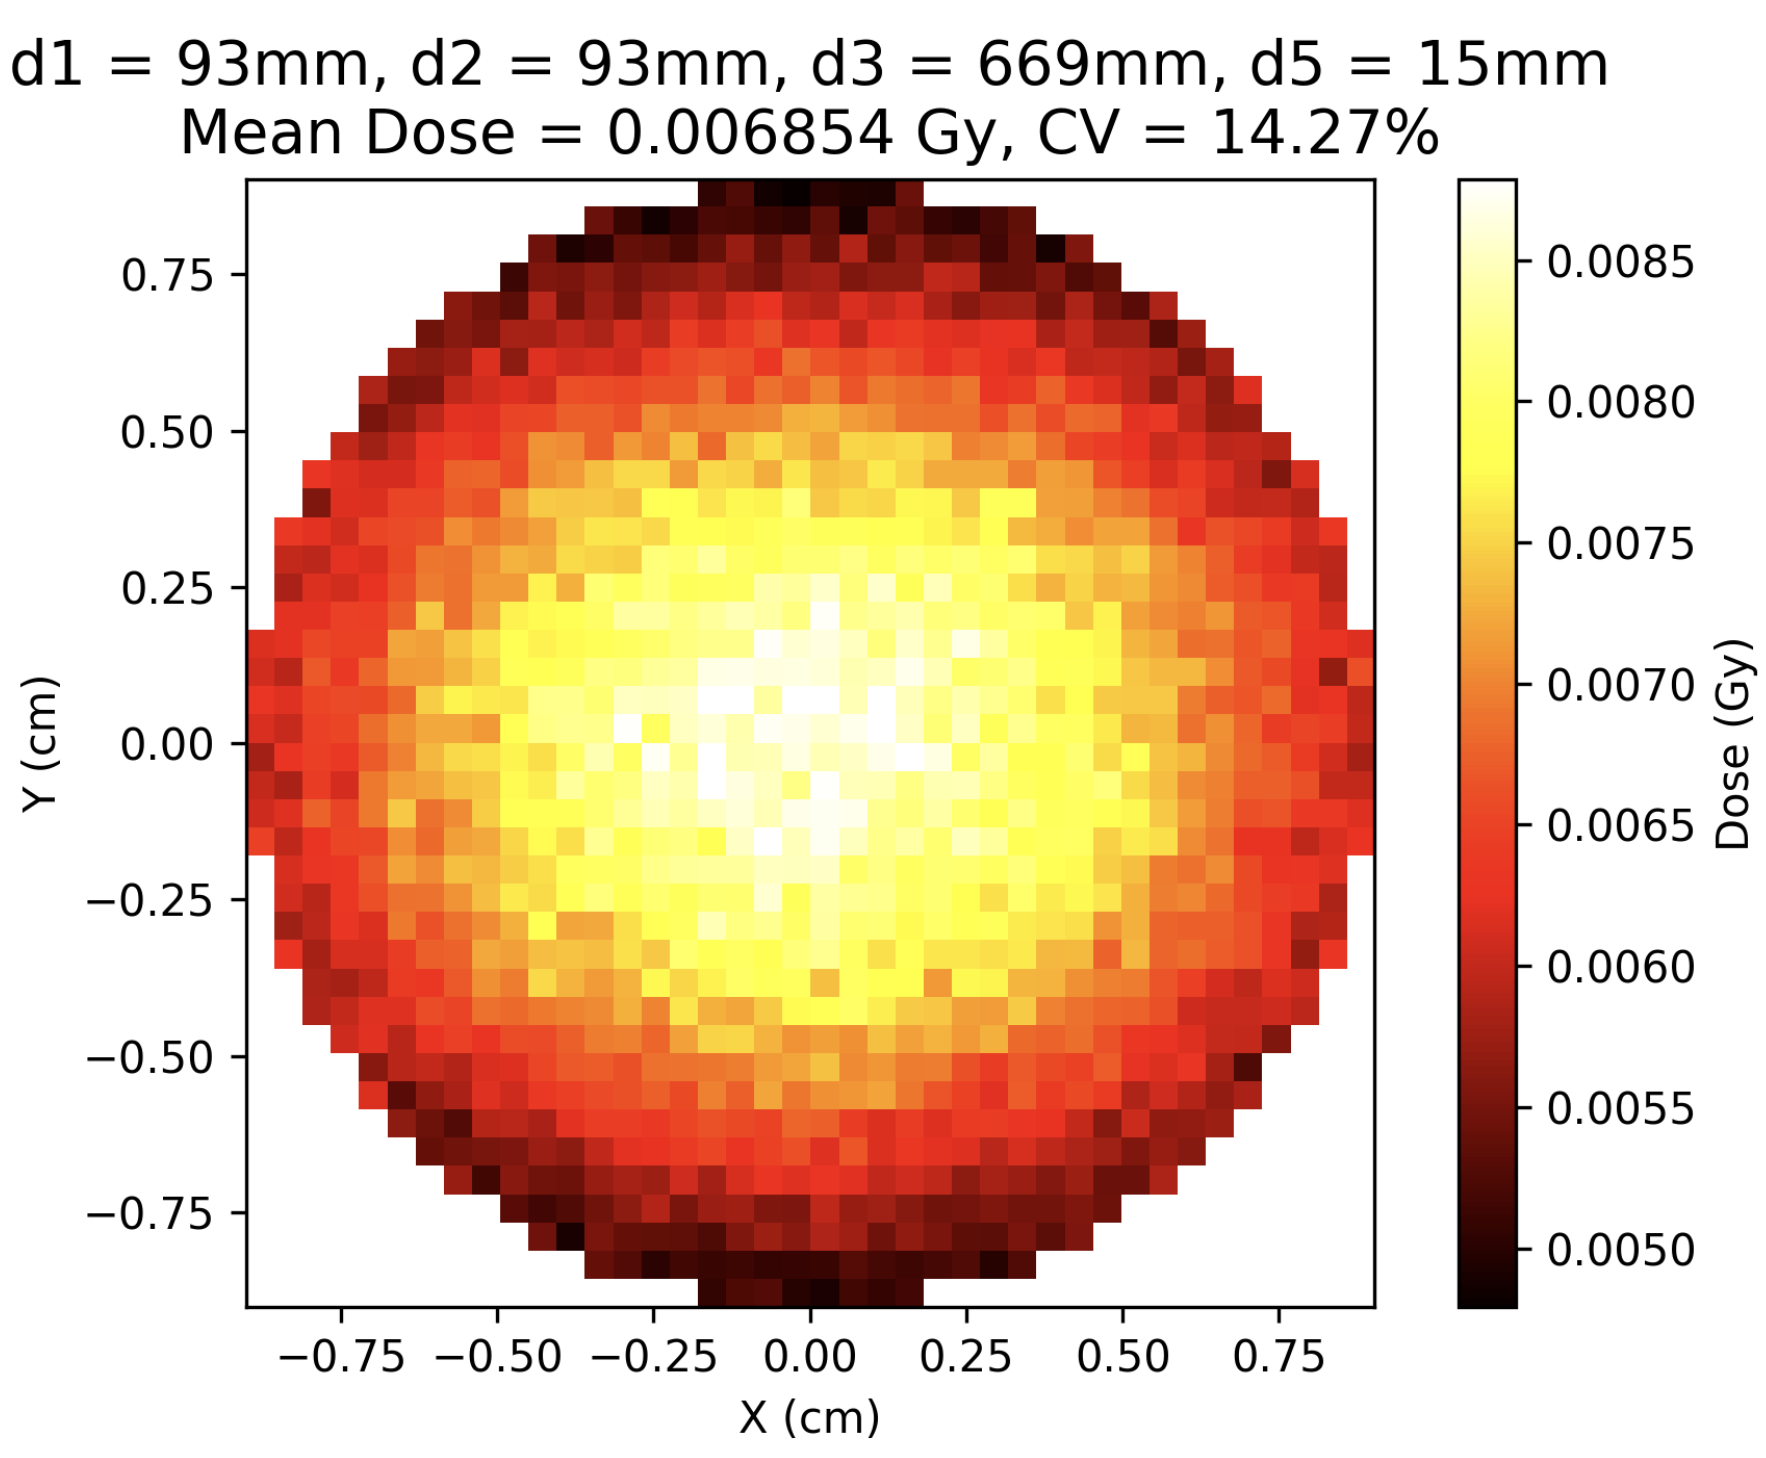 d1 = 93mm, d2 = 93mm, d3 = 669mm, d5 = 15mm
Mean Dose = 0.006854 Gy, CV = 14.27%
0.75
0.50
0.25
0.00
−0.25
−0.50
−0.75
Y (cm)
−0.75 −0.50 −0.25 0.00 0.25 0.50 0.75
X (cm)
0.0085
0.0080
0.0075
0.0070
0.0065
0.0060
0.0055
0.0050
Dose (Gy)